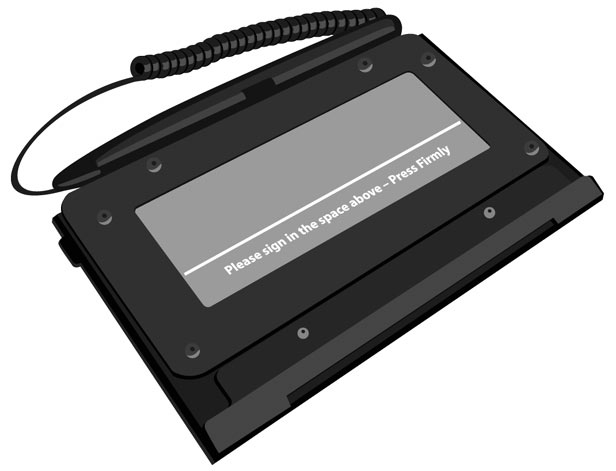 Please sign in the space above – Press Firmly